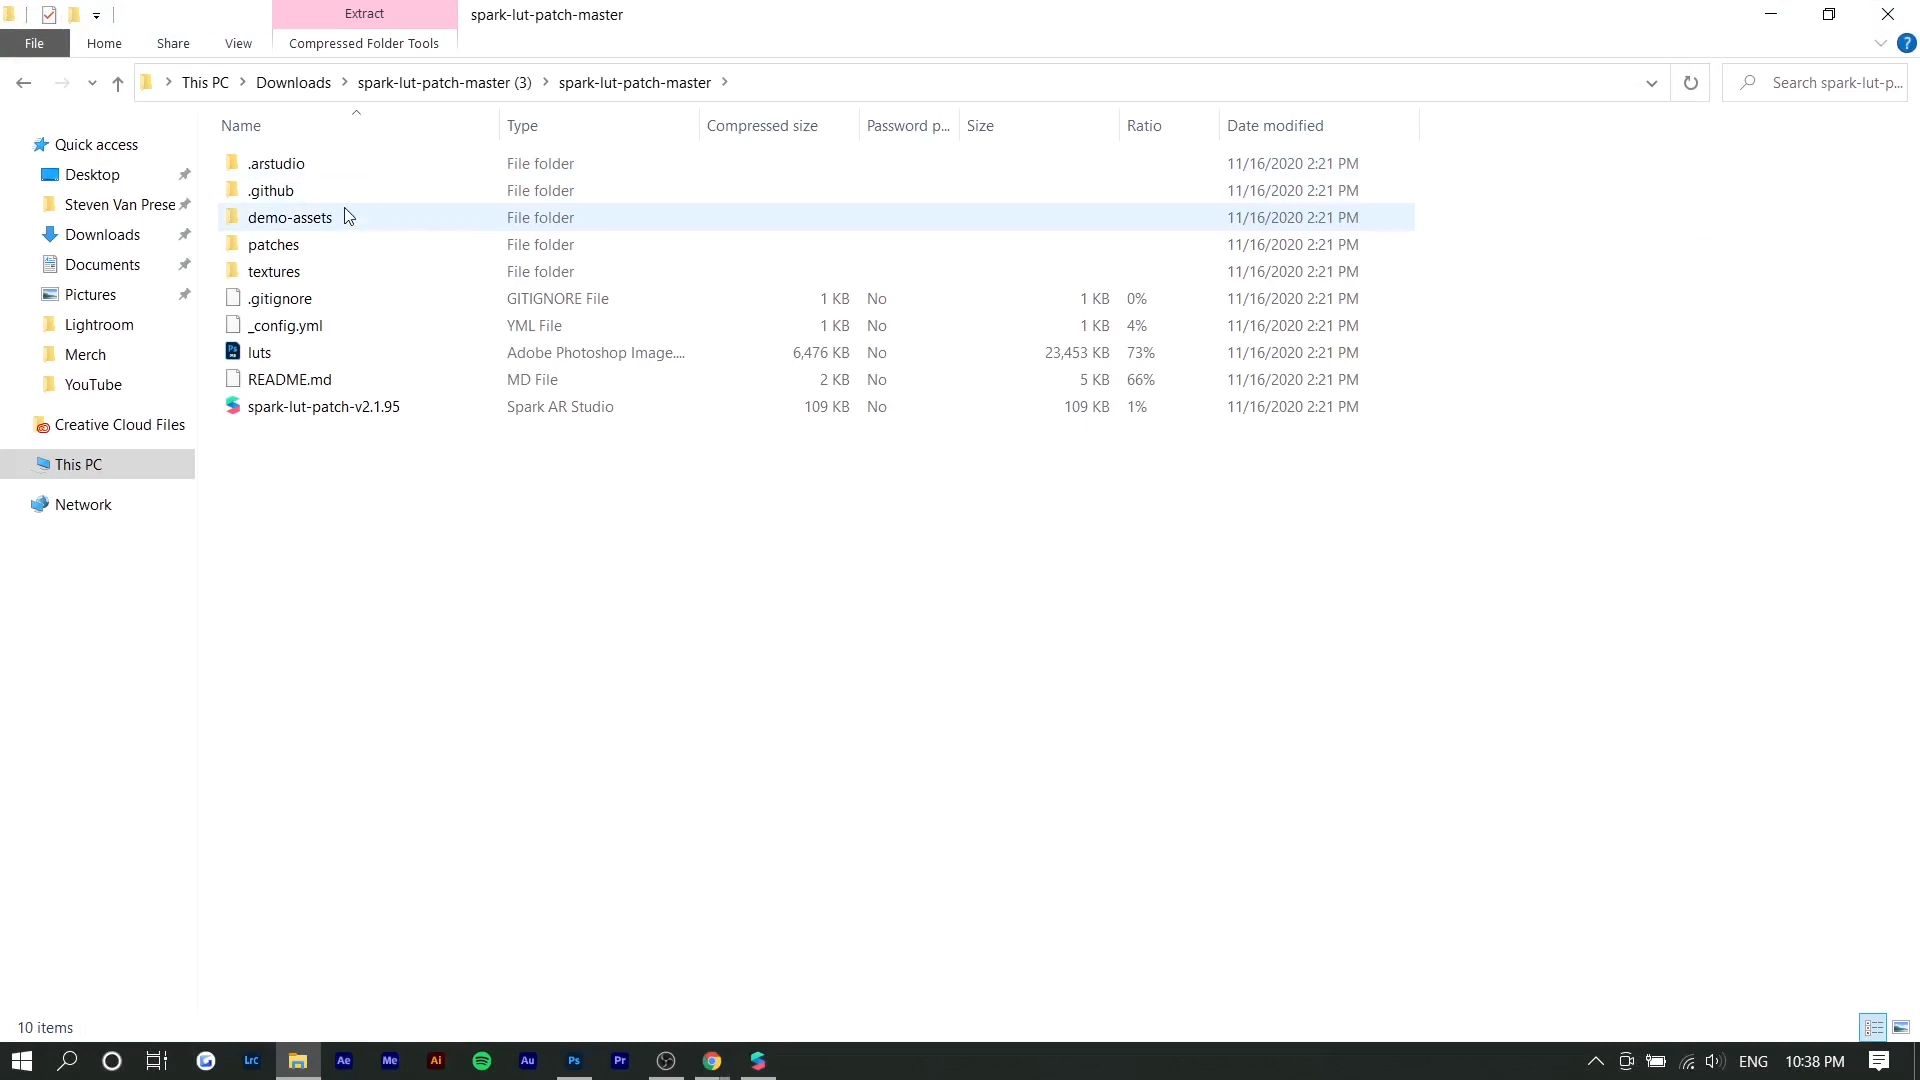 Extract
spark-lut-patch-master
File
Home
Share
View
Compressed Folder Tools
?
This PC
Downloads
spark-lut-patch-master (3)
spark-lut-patch-master
Search spark-lut-p...
Name
Type
Compressed size
Password p...
Size
Ratio
Date modified
Quick access
Desktop
Steven Van Prese
Downloads
Documents
Pictures
Lightroom
Merch
YouTube
Creative Cloud Files
This PC
Network
.arstudio File folder 11/16/2020 2:21 PM
.github File folder 11/16/2020 2:21 PM
demo-assets File folder 11/16/2020 2:21 PM
patches File folder 11/16/2020 2:21 PM
textures File folder 11/16/2020 2:21 PM
.gitignore GITIGNORE File 1 KB No 1 KB 0% 11/16/2020 2:21 PM
_config.yml YML File 1 KB No 1 KB 4% 11/16/2020 2:21 PM
luts Adobe Photoshop Image.... 6,476 KB No 23,453 KB 73% 11/16/2020 2:21 PM
README.md MD File 2 KB No 5 KB 66% 11/16/2020 2:21 PM
spark-lut-patch-v2.1.95 Spark AR Studio 109 KB No 109 KB 1% 11/16/2020 2:21 PM
10 items
Lrc
Ae
Me
Ai
Au
Ps
Pr
ENG
10:38 PM